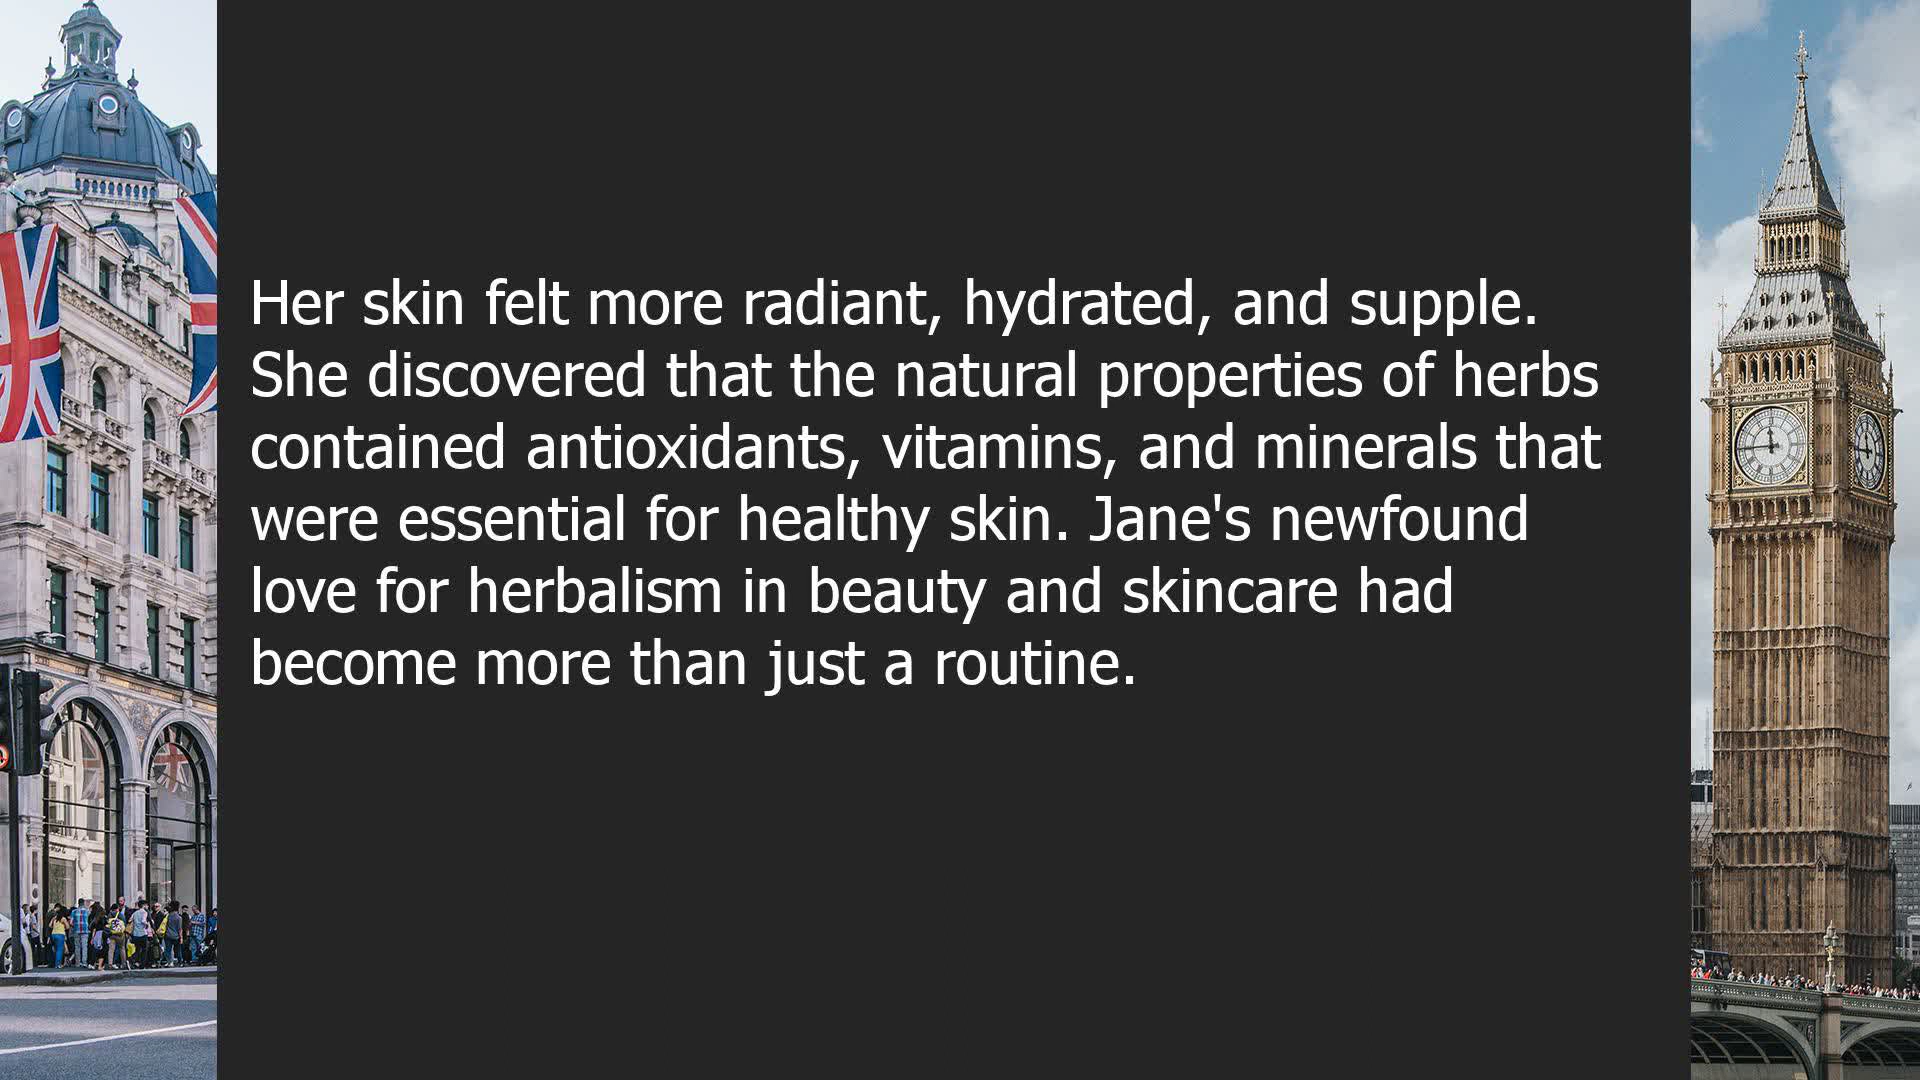 Her skin felt more radiant, hydrated, and supple.
She discovered that the natural properties of herbs
contained antioxidants, vitamins, and minerals that
were essential for healthy skin. Jane's newfound
love for herbalism in beauty and skincare had
become more than just a routine.